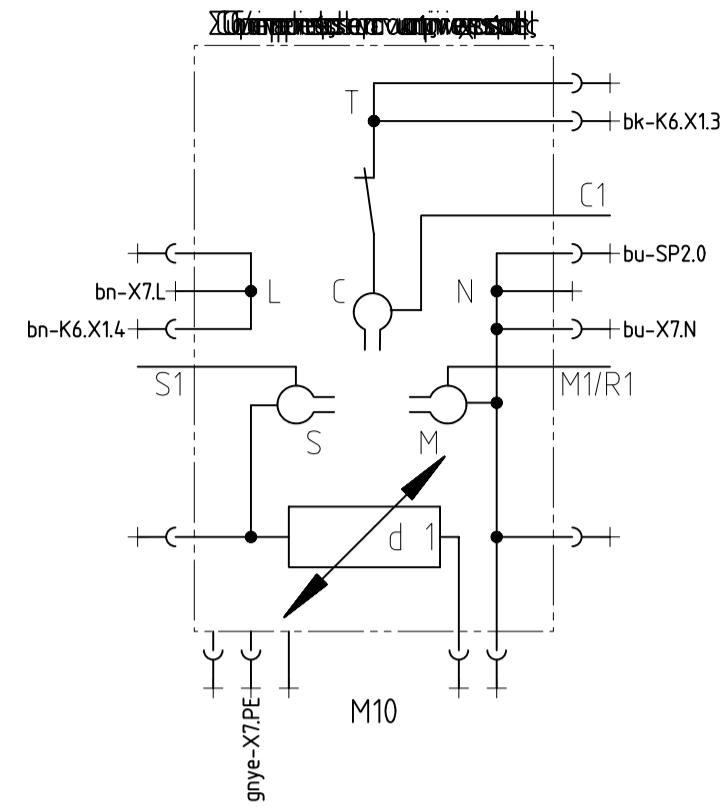 T
bk-K6.X1.3
C1
bu-SP2.0
bn-X7.L
L
C
N
bn-K6.X1.4
bu-X7.N
S1
M1/R1
S
M
d 1
M10
gnye-X7.PE